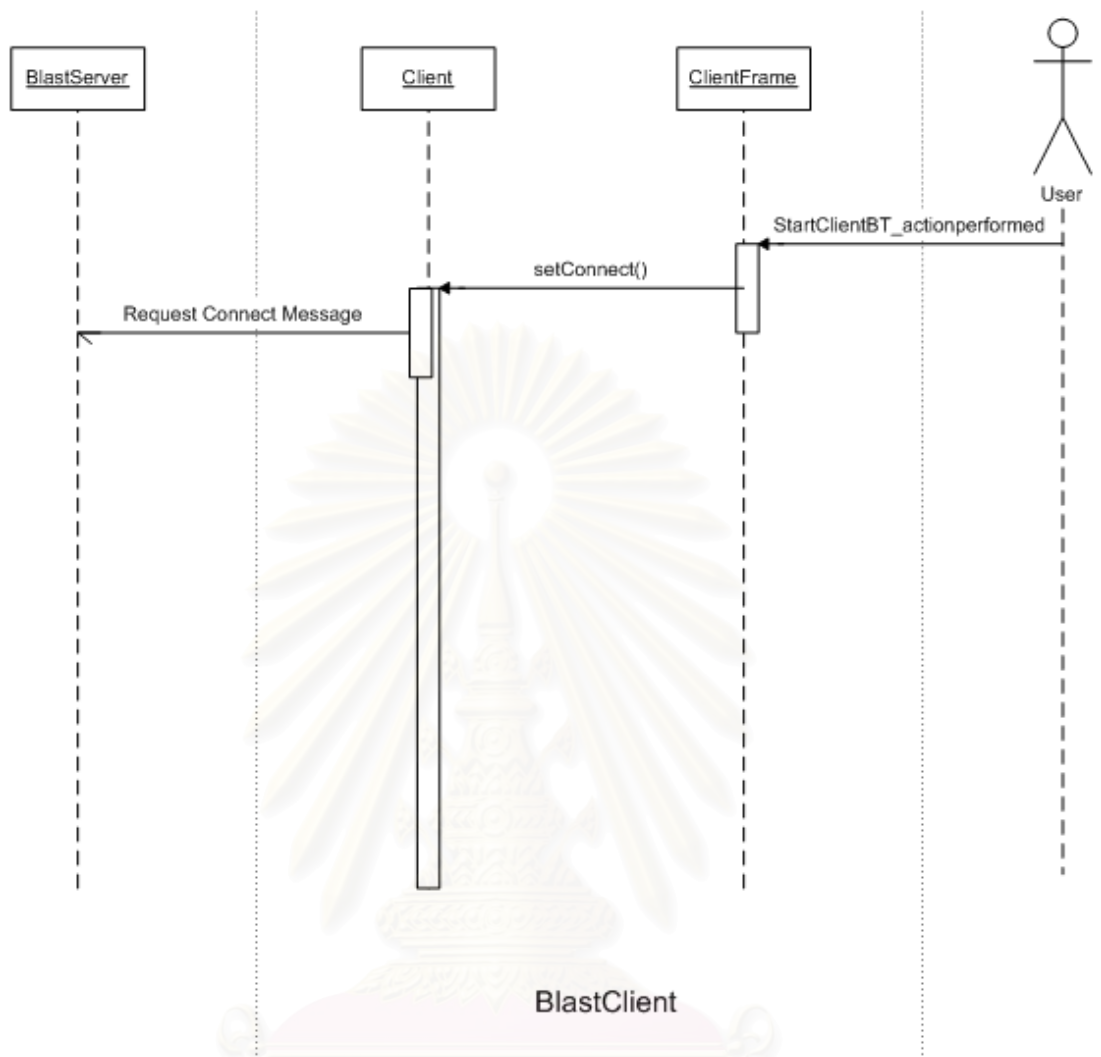 BlastServer
Client
ClientFrame
User
StartClientBT_actionperformed
setConnect()
Request Connect Message
BlastClient